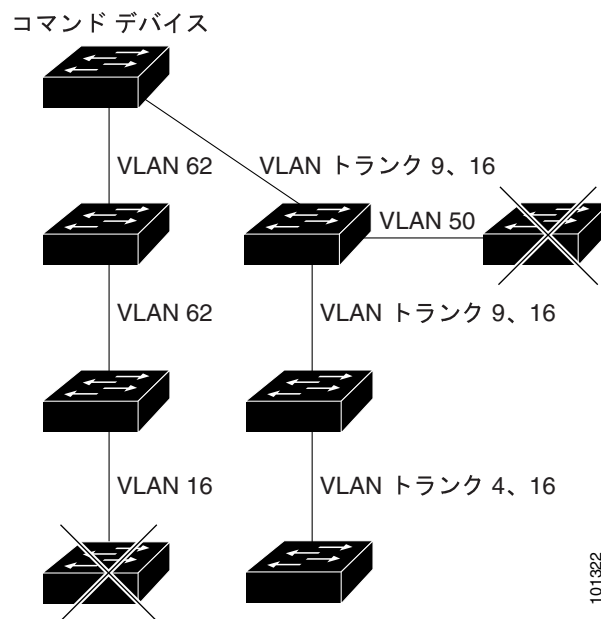 コマンド デバイス
VLAN 62
VLAN トランク 9、16
VLAN 50
VLAN 62
VLAN トランク 9、16
VLAN 16
VLAN トランク 4、16
101322